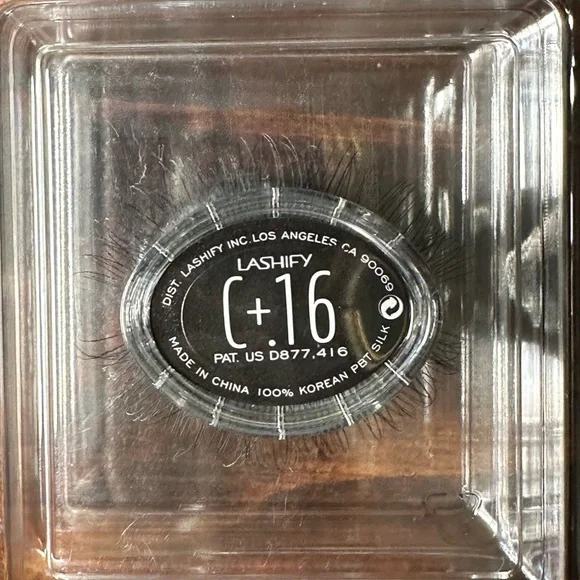 DIST. LASHIFY INC. LOS ANGELES CA 90069
LASHIFY
C+.16
PAT. US D877,416
MADE IN CHINA 100% KOREAN PBT SILK